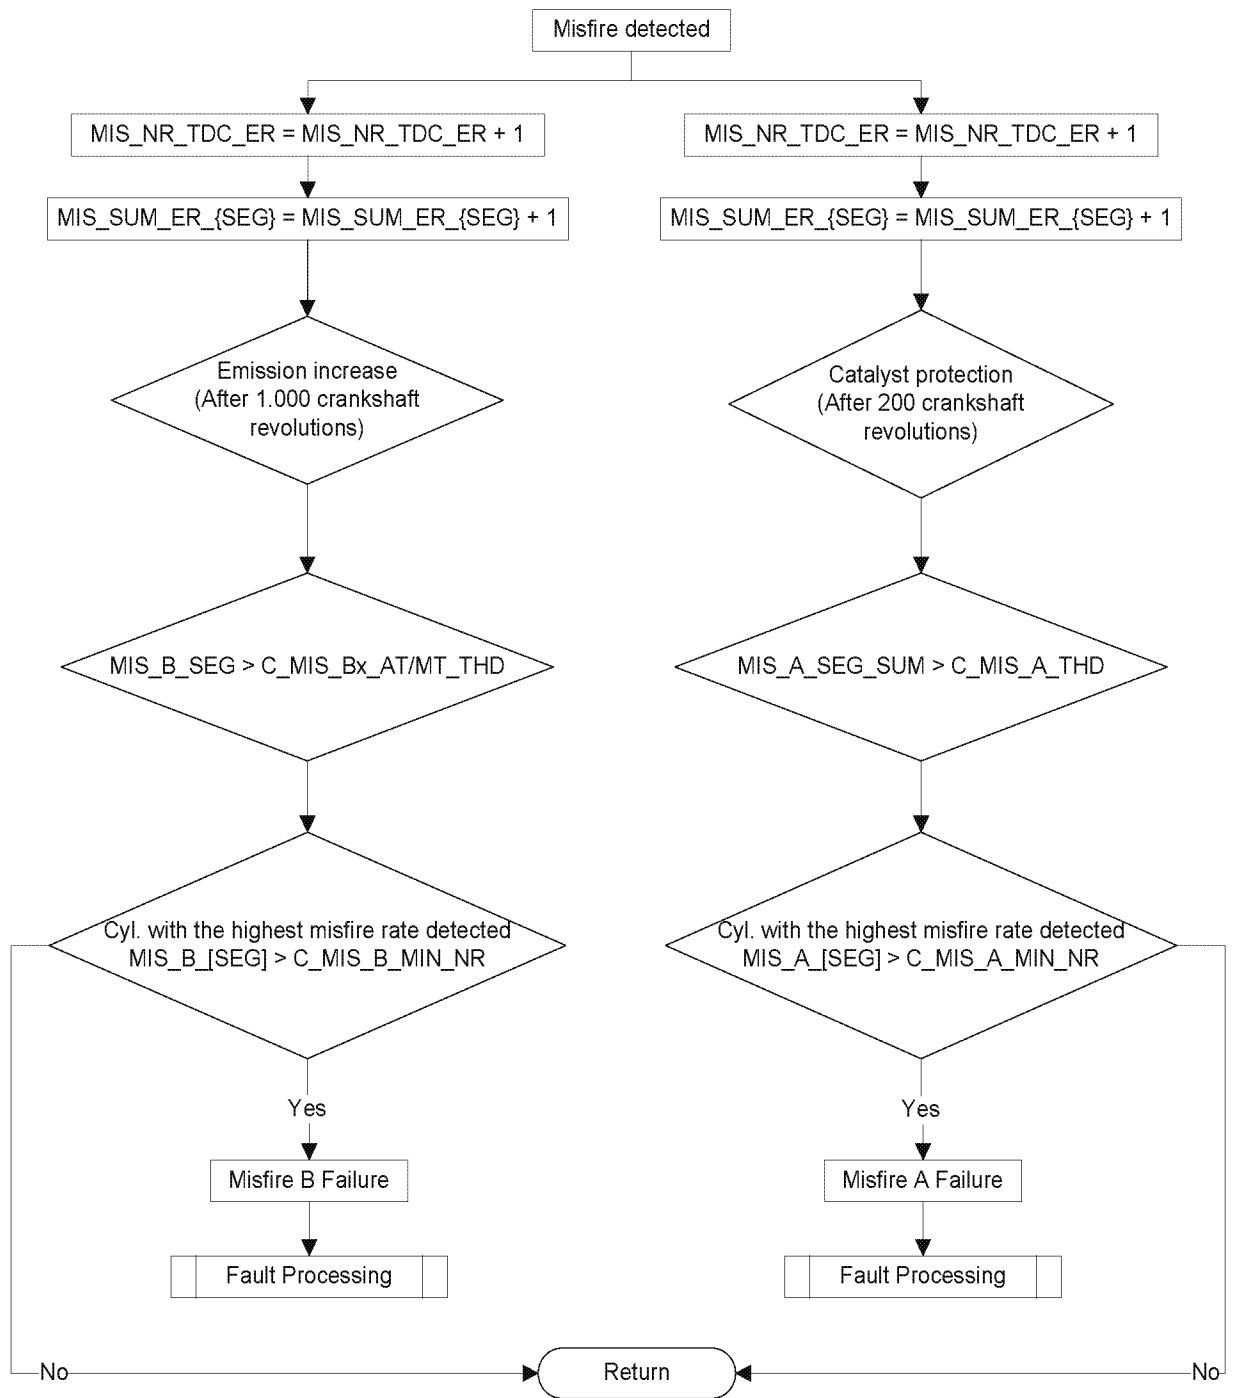 Misfire detected
MIS_NR_TDC_ER = MIS_NR_TDC_ER + 1
MIS_NR_TDC_ER = MIS_NR_TDC_ER + 1
MIS_SUM_ER_{SEG} = MIS_SUM_ER_{SEG} + 1
MIS_SUM_ER_{SEG} = MIS_SUM_ER_{SEG} + 1
Emission increase
(After 1.000 crankshaft
revolutions)
Catalyst protection
(After 200 crankshaft
revolutions)
MIS_B_SEG > C_MIS_Bx_AT/MT_THD
MIS_A_SEG_SUM > C_MIS_A_THD
Cyl. with the highest misfire rate detected
MIS_B_[SEG] > C_MIS_B_MIN_NR
Cyl. with the highest misfire rate detected
MIS_A_[SEG] > C_MIS_A_MIN_NR
Yes
Yes
Misfire B Failure
Misfire A Failure
Fault Processing
Fault Processing
No
Return
No